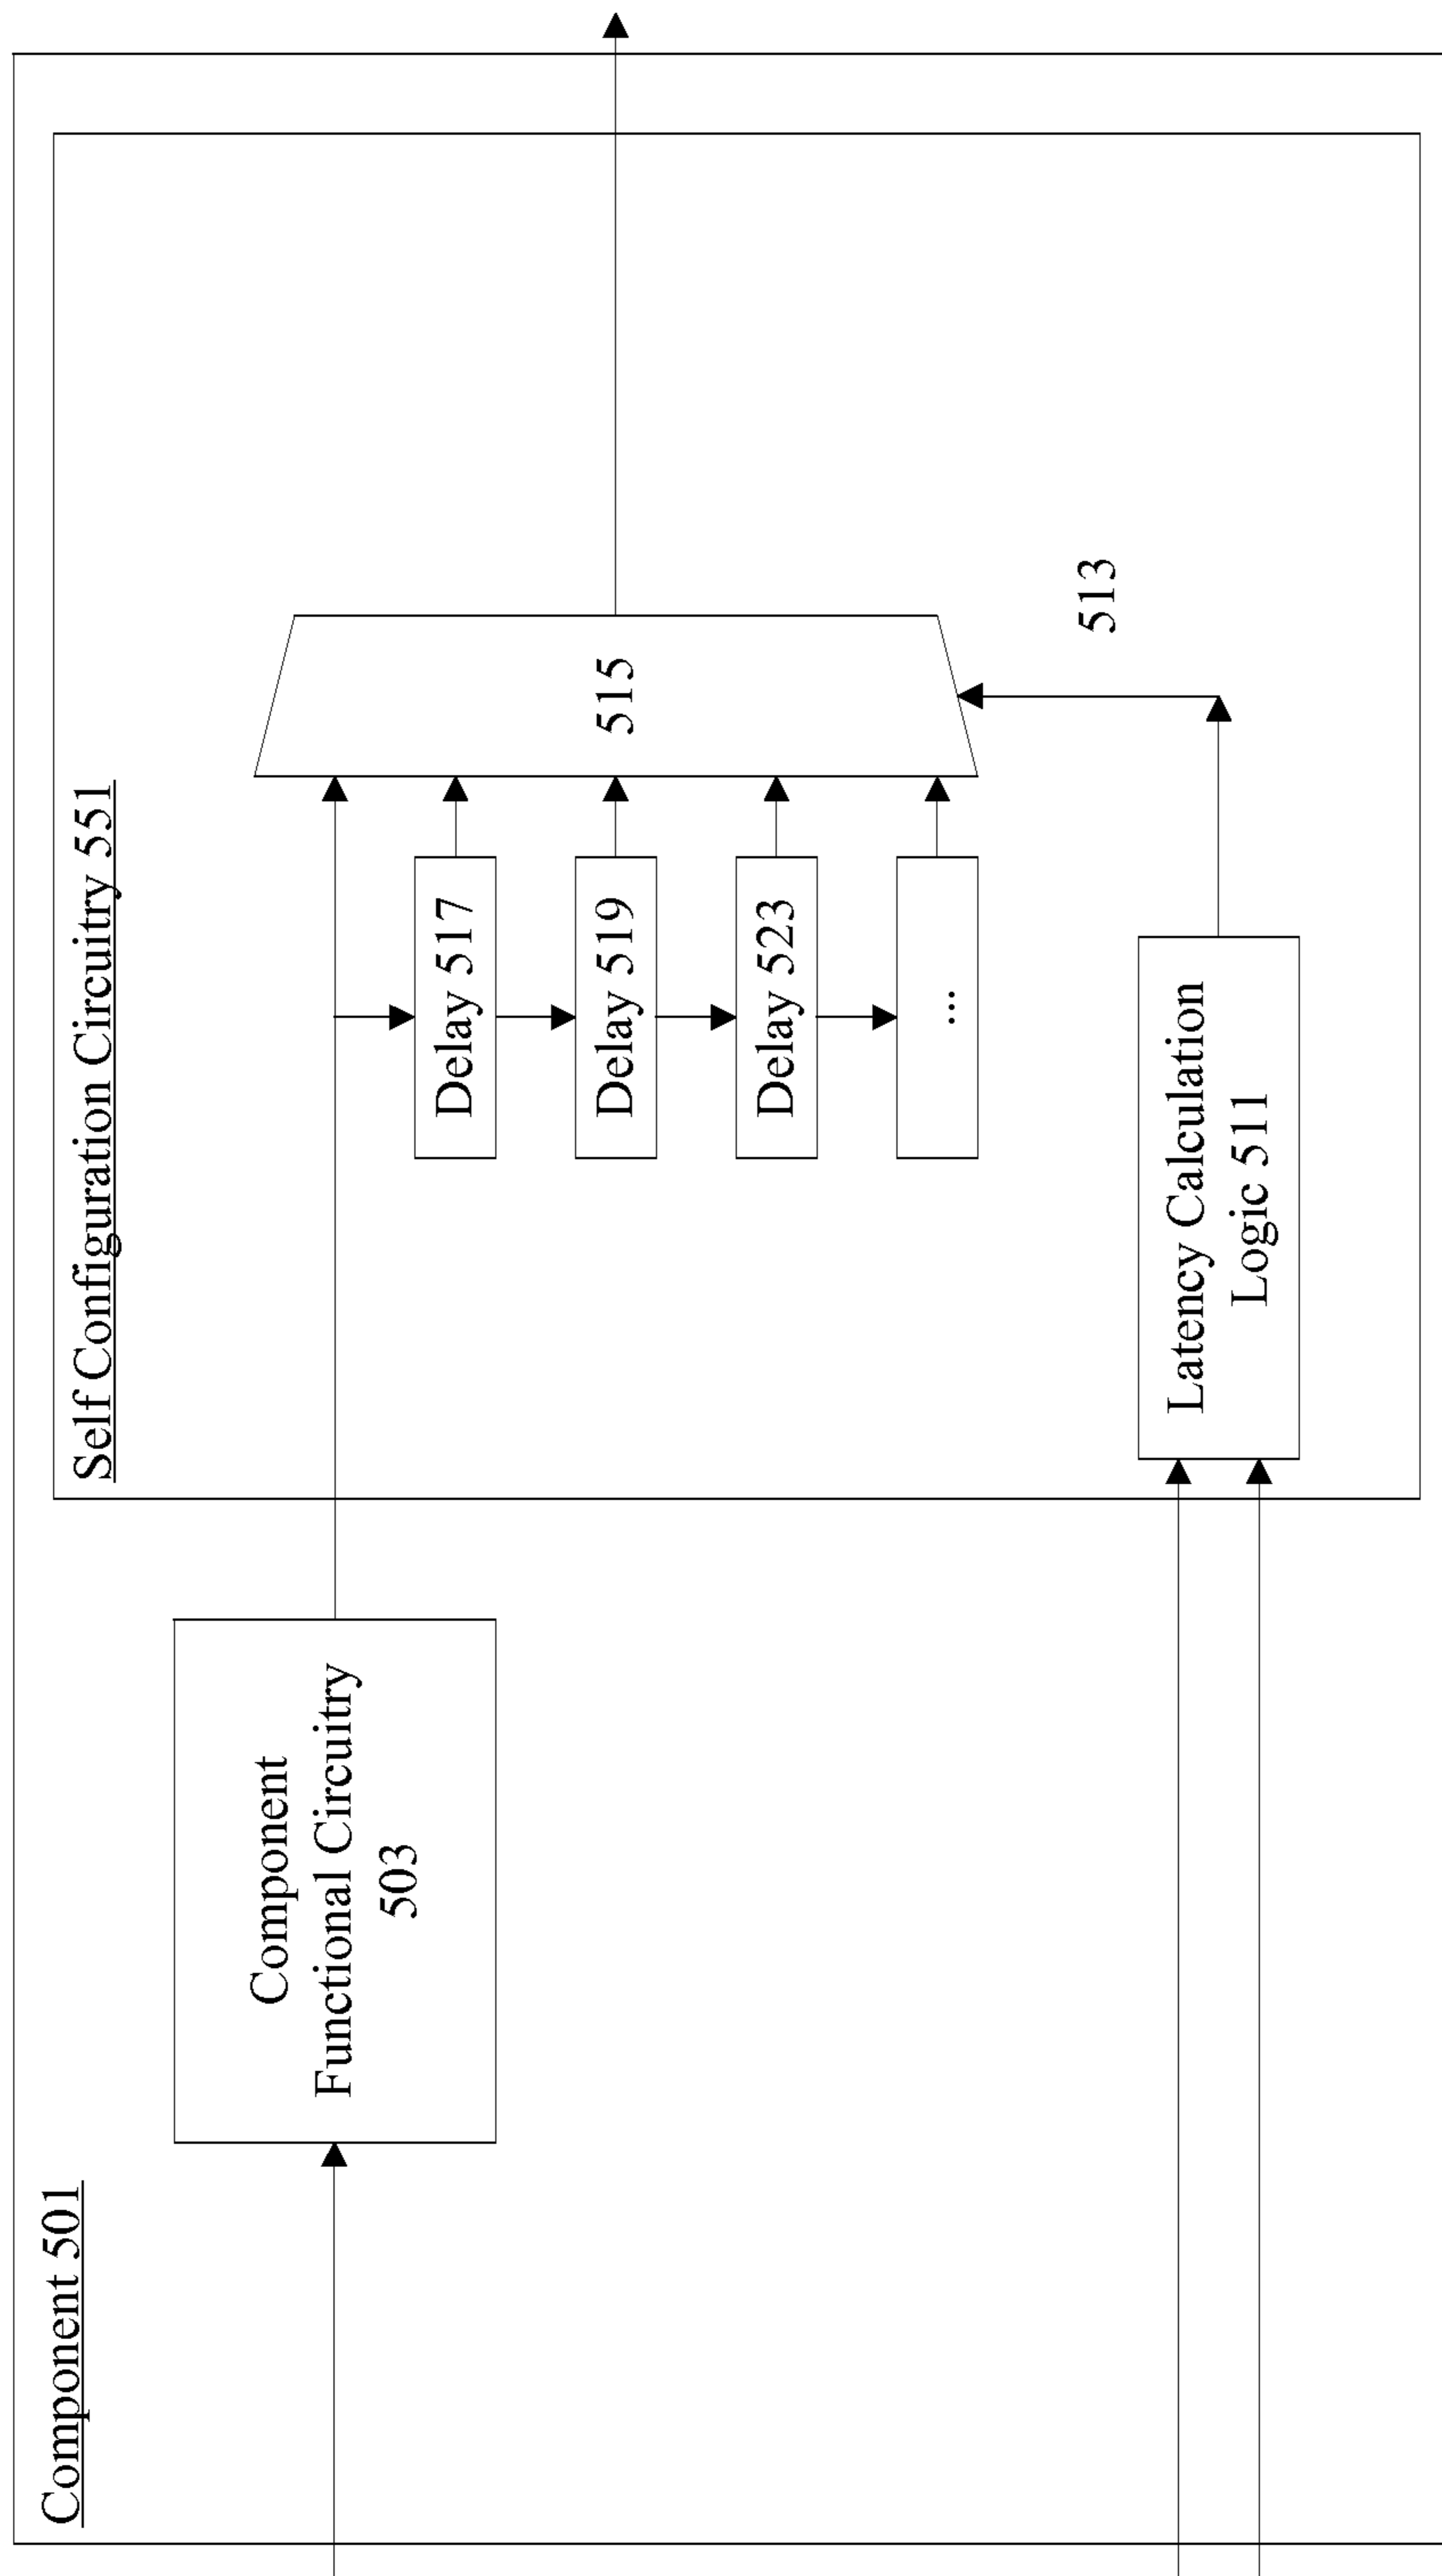 Component 501
Self Configuration Circuitry 551
Component
Functional Circuitry
503
Delay 517
Delay 519
Delay 523
...
515
513
Latency Calculation
Logic 511